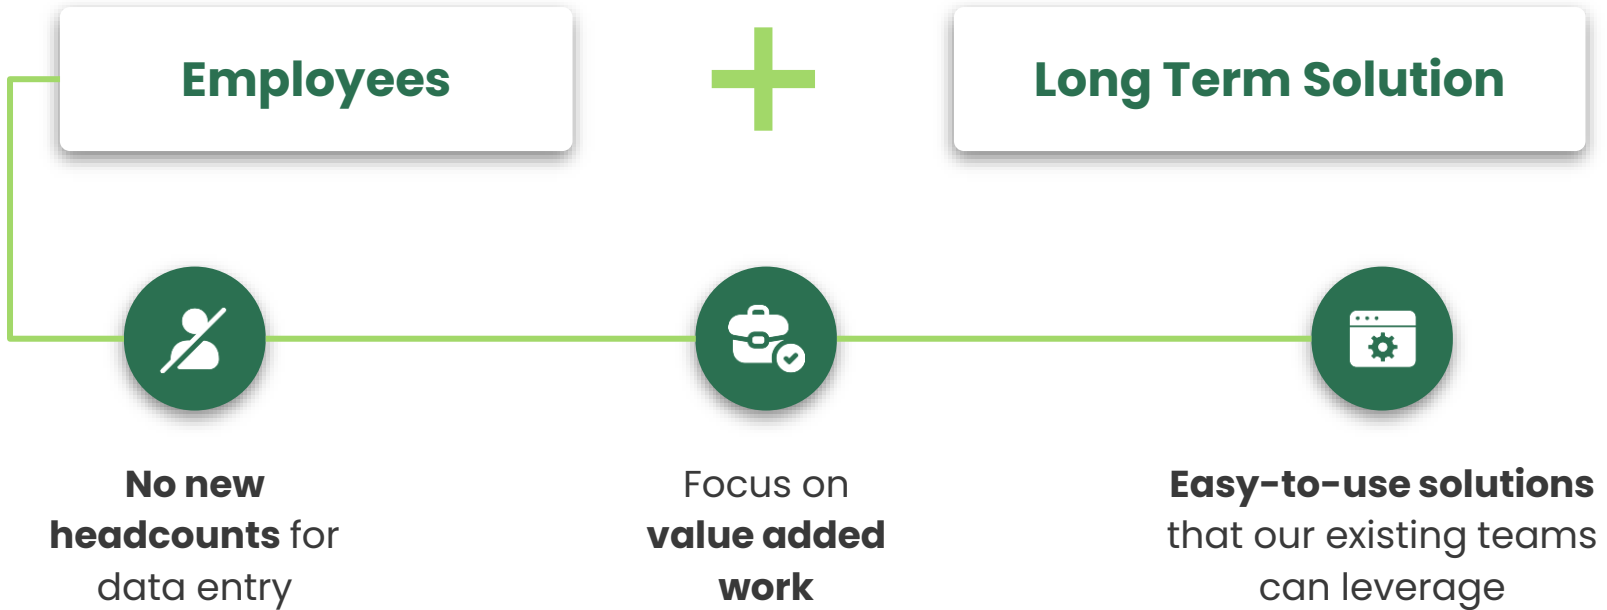 Employees
Long Term Solution
No new
headcounts for
data entry
Focus on
value added
work
Easy-to-use solutions
that our existing teams
can leverage